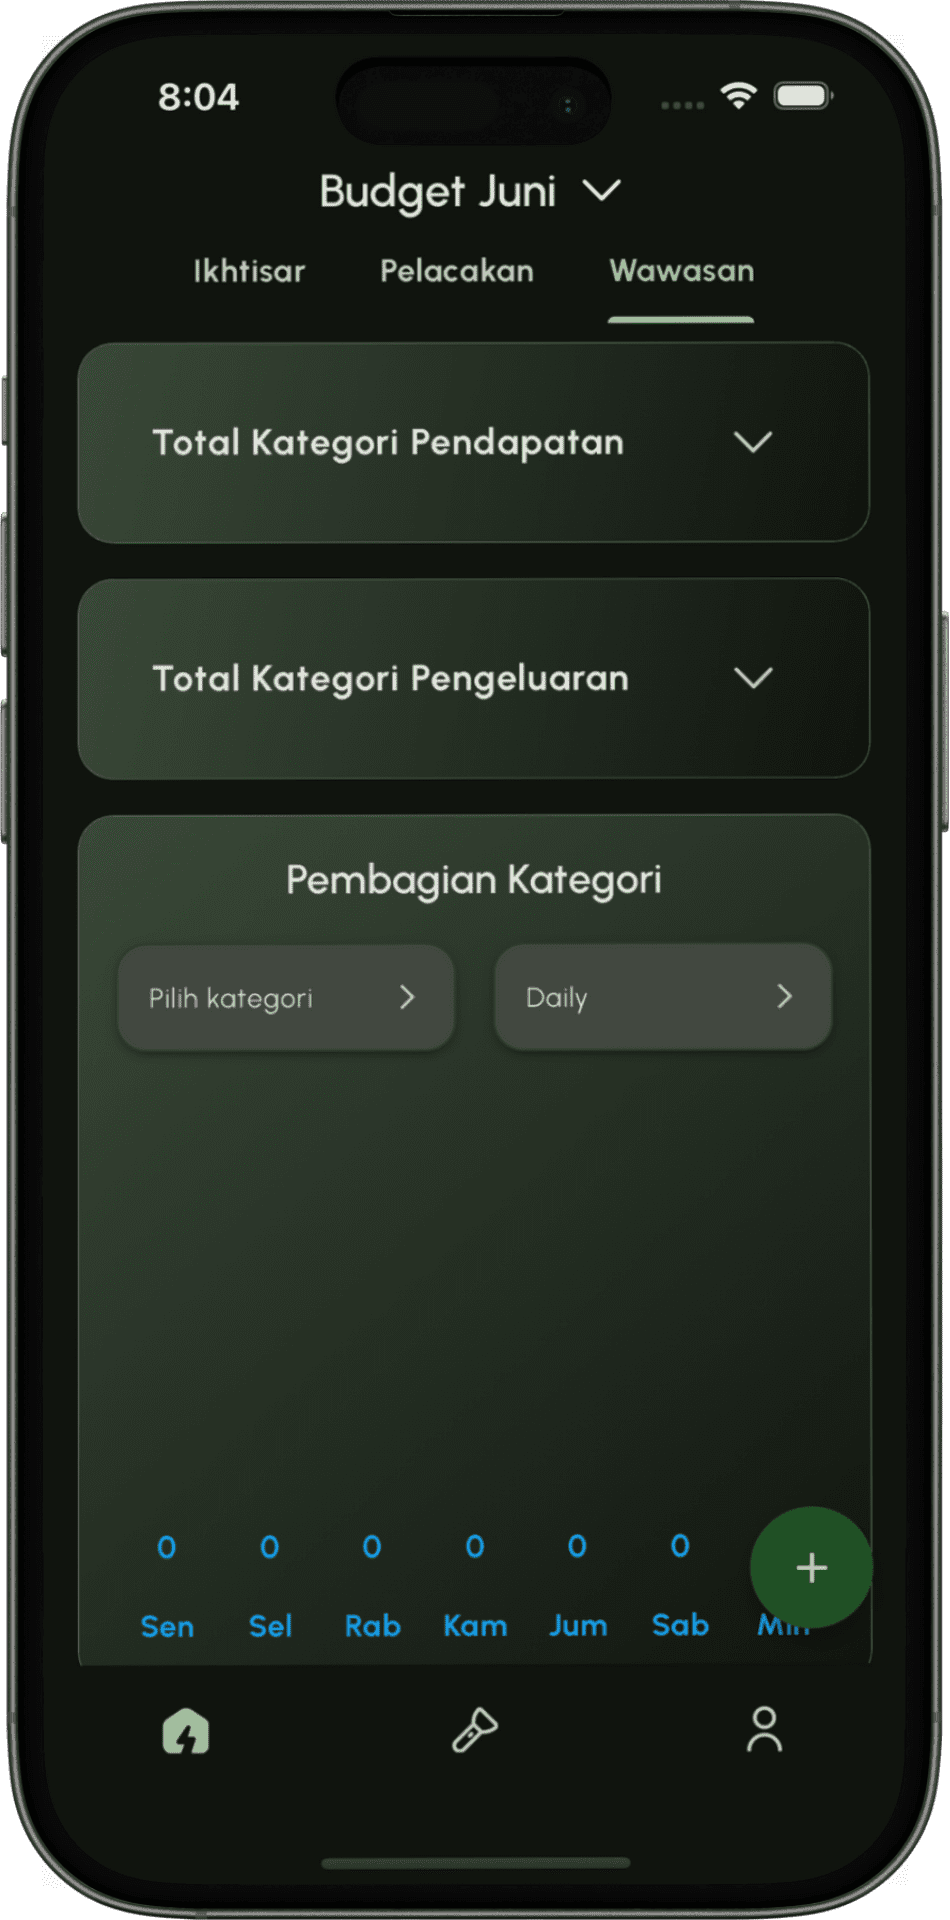 8:04
Budget Juni
Ikhtisar Pelacakan Wawasan
Total Kategori Pendapatan
Total Kategori Pengeluaran
Pembagian Kategori
Pilih kategori Daily
0 0 0 0 0 0
Sen Sel Rab Kam Jum Sab Min